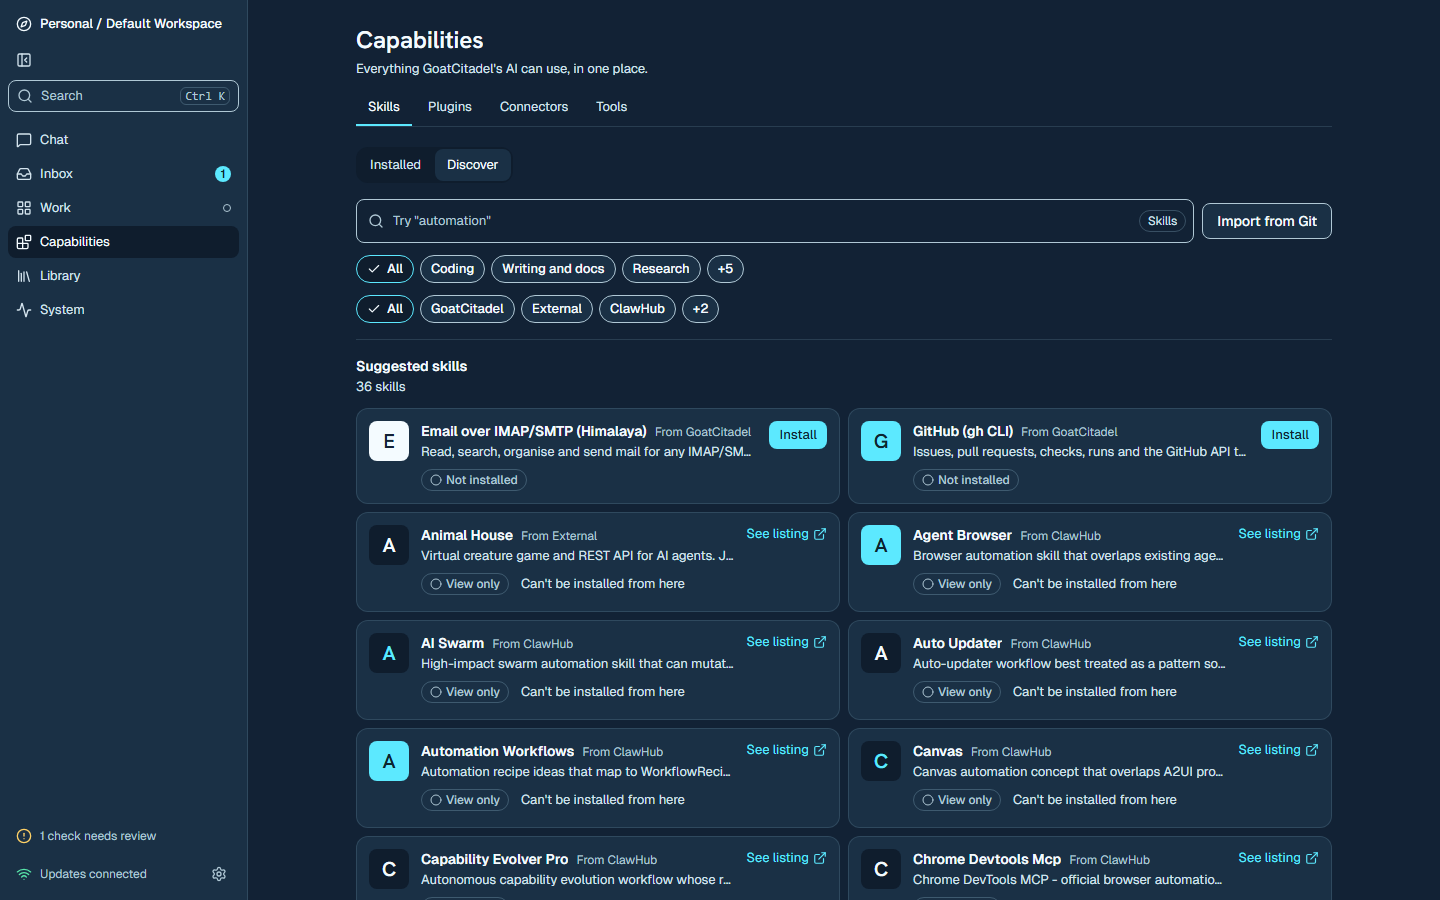 Personal / Default Workspace
Search Ctrl K
Chat
Inbox 1
Work
Capabilities
Library
System
1 check needs review
Updates connected
Capabilities
Everything GoatCitadel's AI can use, in one place.
Skills Plugins Connectors Tools
Installed Discover
Try "automation" Skills Import from Git
All Coding Writing and docs Research +5
All GoatCitadel External ClawHub +2
Suggested skills
36 skills
E Email over IMAP/SMTP (Himalaya) From GoatCitadel Install
Read, search, organise and send mail for any IMAP/SM...
Not installed
G GitHub (gh CLI) From GoatCitadel Install
Issues, pull requests, checks, runs and the GitHub API t...
Not installed
A Animal House From External See listing
Virtual creature game and REST API for AI agents. J...
View only Can't be installed from here
A Agent Browser From ClawHub See listing
Browser automation skill that overlaps existing age...
View only Can't be installed from here
A AI Swarm From ClawHub See listing
High-impact swarm automation skill that can mutat...
View only Can't be installed from here
A Auto Updater From ClawHub See listing
Auto-updater workflow best treated as a pattern so...
View only Can't be installed from here
A Automation Workflows From ClawHub See listing
Automation recipe ideas that map to WorkflowReci...
View only Can't be installed from here
C Canvas From ClawHub See listing
Canvas automation concept that overlaps A2UI pro...
View only Can't be installed from here
C Capability Evolver Pro From ClawHub See listing
Autonomous capability evolution workflow whose r...
C Chrome Devtools Mcp From ClawHub See listing
Chrome DevTools MCP - official browser automatio...